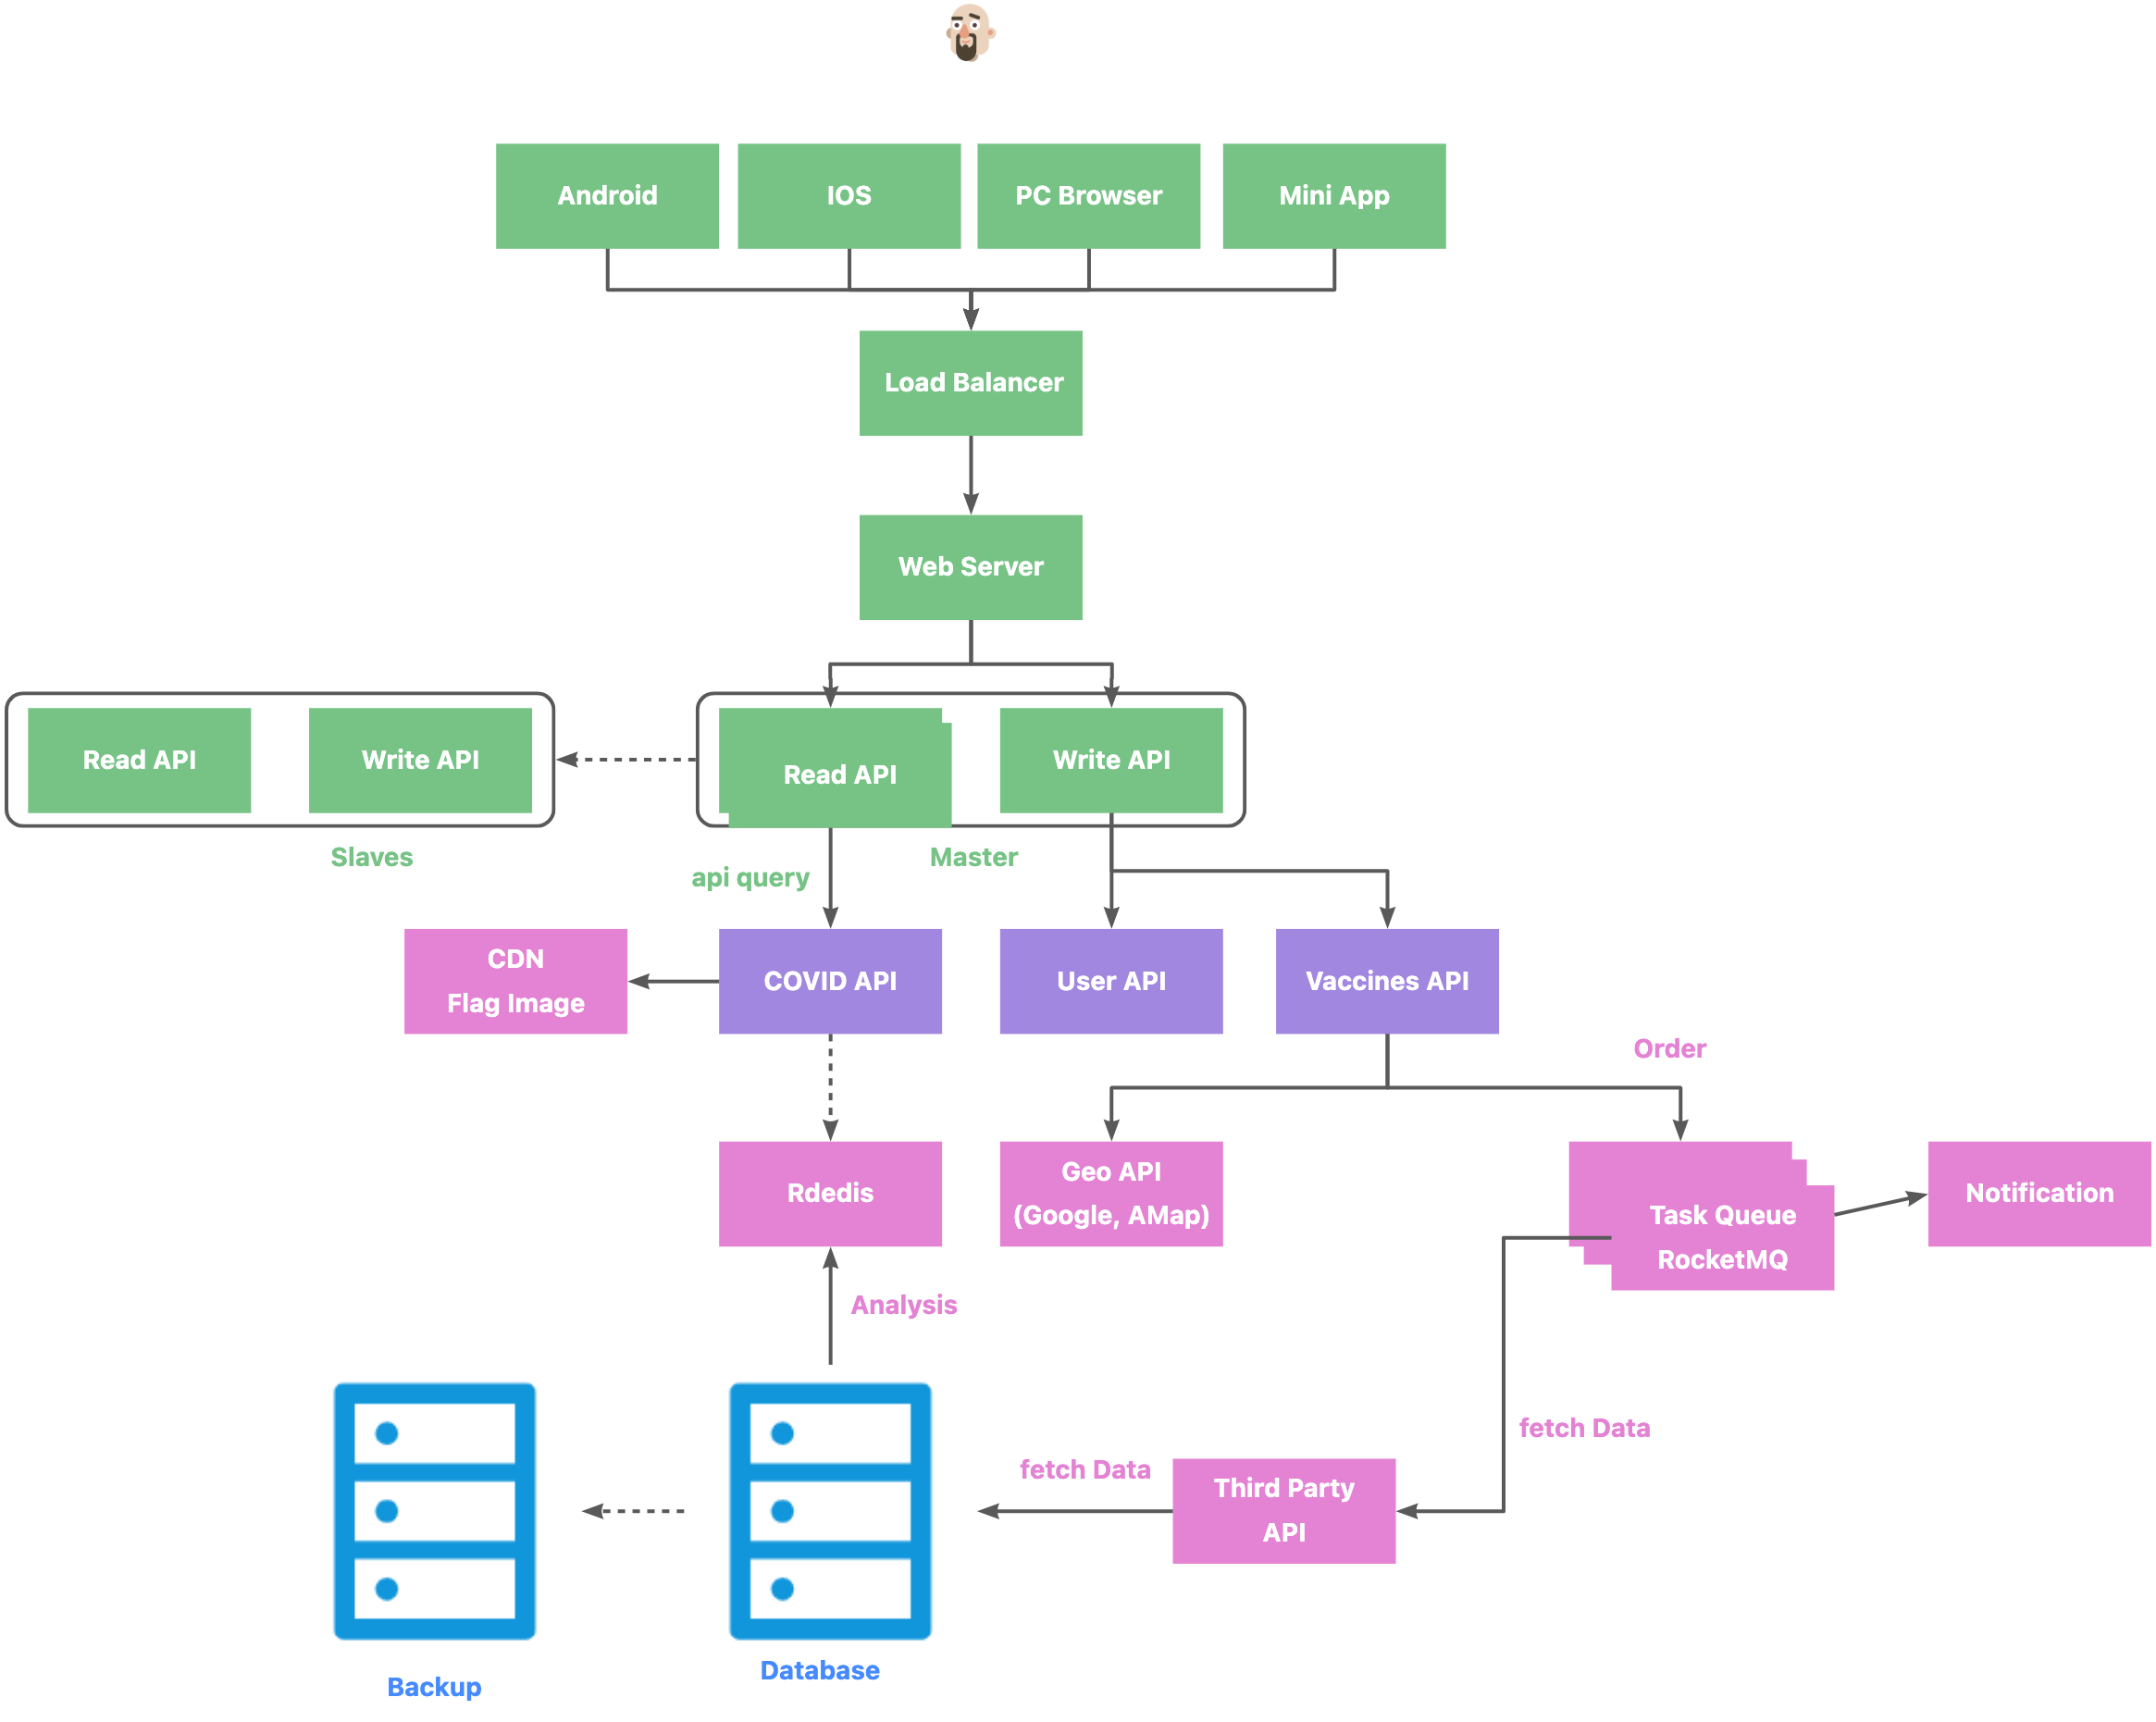 Android
IOS
PC Browser
Mini App
Load Balancer
Web Server
Read API
Write API
Read API
Write API
Slaves
Master
api query
CDN
Flag Image
COVID API
User API
Vaccines API
Order
Rdedis
Geo API
(Google, AMap)
Task Queue
RocketMQ
Notification
Analysis
fetch Data
fetch Data
Third Party
API
Database
Backup